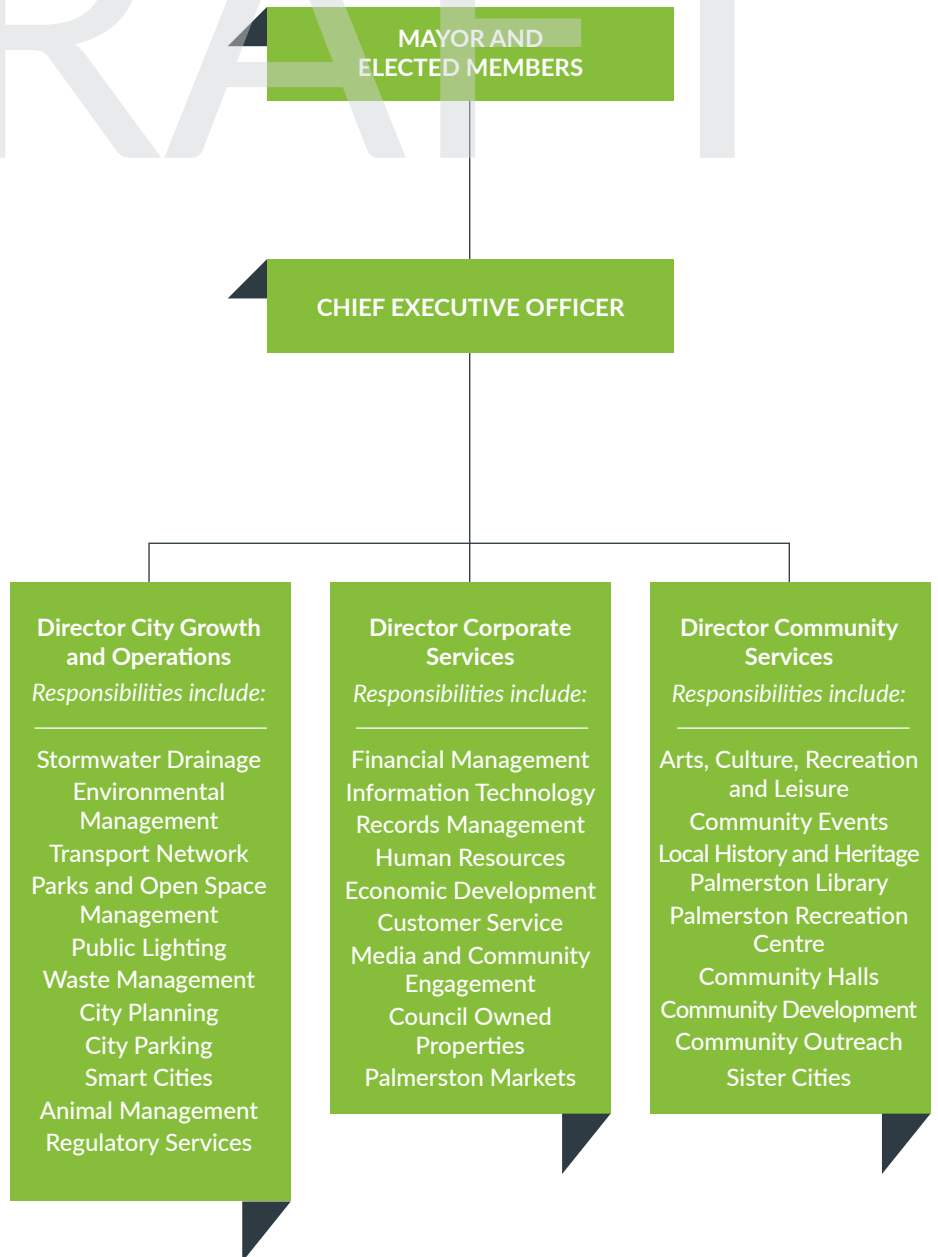 RAFT
MAYOR AND
ELECTED MEMBERS
CHIEF EXECUTIVE OFFICER
Director City Growth
and Operations
Responsibilities include:
Stormwater Drainage
Environmental
Management
Transport Network
Parks and Open Space
Management
Public Lighting
Waste Management
City Planning
City Parking
Smart Cities
Animal Management
Regulatory Services
Director Corporate
Services
Responsibilities include:
Financial Management
Information Technology
Records Management
Human Resources
Economic Development
Customer Service
Media and Community
Engagement
Council Owned
Properties
Palmerston Markets
Director Community
Services
Responsibilities include:
Arts, Culture, Recreation
and Leisure
Community Events
Local History and Heritage
Palmerston Library
Palmerston Recreation
Centre
Community Halls
Community Development
Community Outreach
Sister Cities